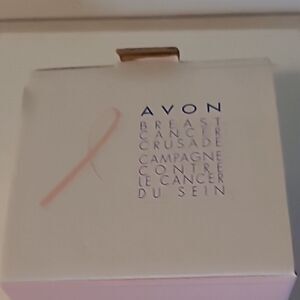 AVON
BREAST
CANCER
CRUSADE
CAMPAGNE
CONTRE
LE CANCER
DU SEIN